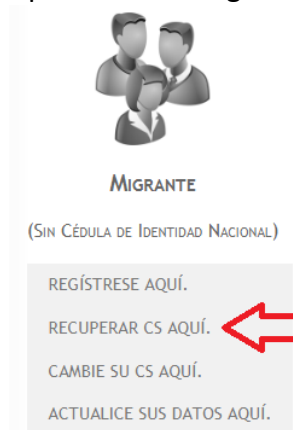 MIGRANTE
(SIN CÉDULA DE IDENTIDAD NACIONAL)
REGÍSTRESE AQUÍ.
RECUPERAR CS AQUÍ.
CAMBIE SU CS AQUÍ.
ACTUALICE SUS DATOS AQUÍ.